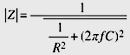 |Z| = 1 / √(1/R² + (2πfC)²)